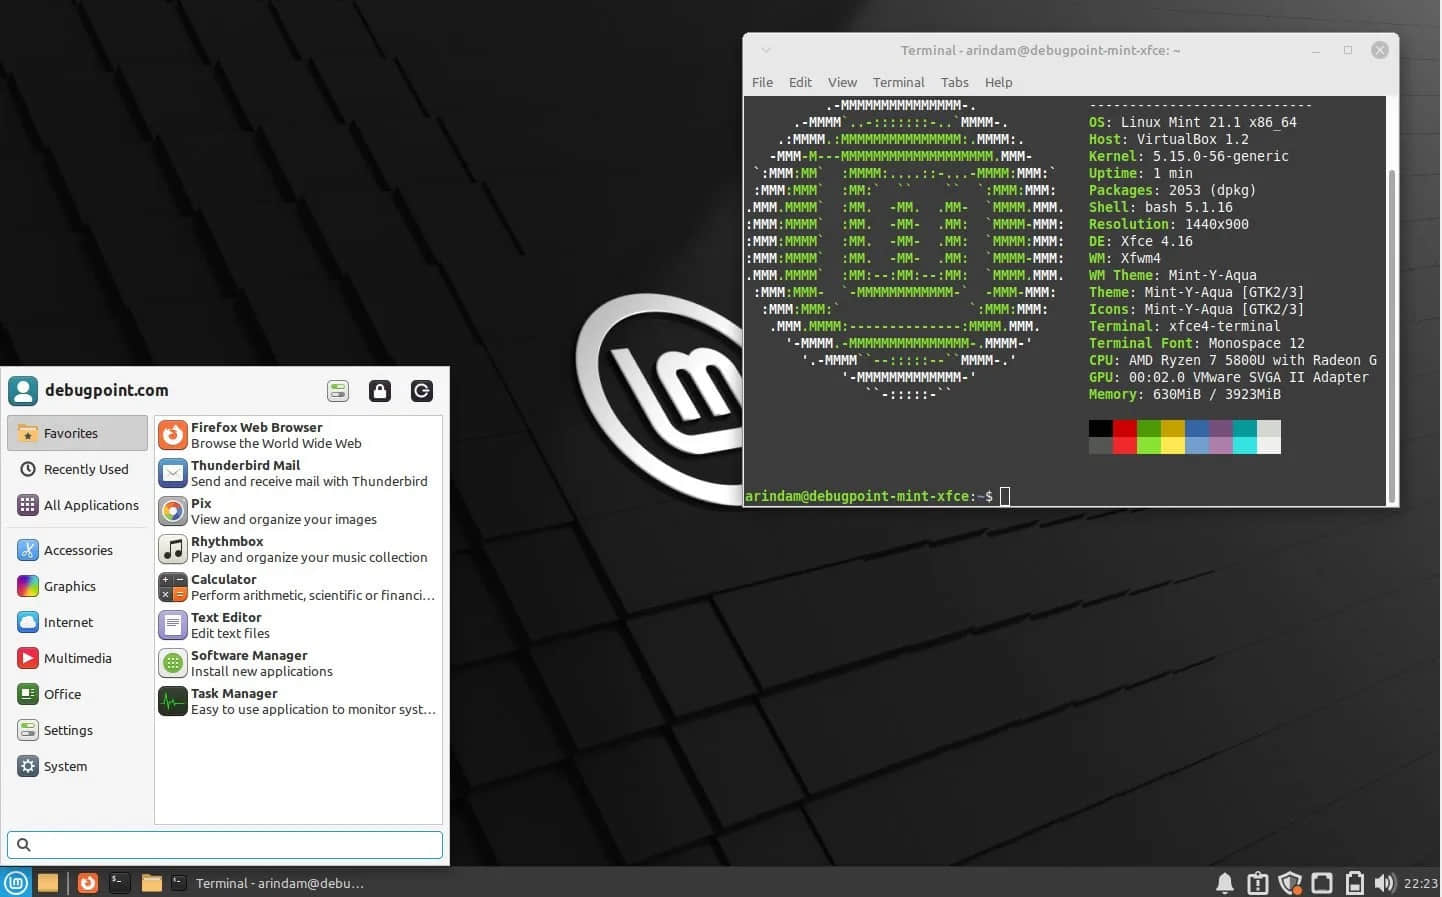 Terminal - arindam@debugpoint-mint-xfce: ~
File Edit View Terminal Tabs Help
.-MMMMMMMMMMMMMMM-. ----------------------------
.-MMMM`..-:::::::-..`MMMM-. OS: Linux Mint 21.1 x86_64
.:MMMM.:MMMMMMMMMMMMMMM:.MMMM:. Host: VirtualBox 1.2
-MMM-M---MMMMMMMMMMMMMMMMMMM.MMM- Kernel: 5.15.0-56-generic
`:MMM:MM`  :MMMM:....::-...-MMMM:MMM:` Uptime: 1 min
:MMM:MMM`  :MM:`  ``    ``  `:MMM:MMM: Packages: 2053 (dpkg)
.MMM.MMMM`  :MM.  -MM.  .MM-  `MMMM.MMM. Shell: bash 5.1.16
:MMM:MMMM`  :MM.  -MM-  .MM:  `MMMM-MMM: Resolution: 1440x900
:MMM:MMMM`  :MM.  -MM-  .MM:  `MMMM:MMM: DE: Xfce 4.16
:MMM:MMMM`  :MM.  -MM-  .MM:  `MMMM-MMM: WM: Xfwm4
.MMM.MMMM`  :MM:--:MM:--:MM:  `MMMM.MMM. WM Theme: Mint-Y-Aqua
:MMM:MMM-  `-MMMMMMMMMMMM-`  -MMM-MMM: Theme: Mint-Y-Aqua [GTK2/3]
:MMM:MMM:`                `:MMM:MMM: Icons: Mint-Y-Aqua [GTK2/3]
.MMM.MMMM:--------------:MMMM.MMM. Terminal: xfce4-terminal
'-MMMM.-MMMMMMMMMMMMMMM-.MMMM-' Terminal Font: Monospace 12
'.-MMMM``--:::::--``MMMM-.' CPU: AMD Ryzen 7 5800U with Radeon G
'-MMMMMMMMMMMMM-' GPU: 00:02.0 VMware SVGA II Adapter
``-:::::-`` Memory: 630MiB / 3923MiB
arindam@debugpoint-mint-xfce:~$
debugpoint.com
Favorites
Recently Used
All Applications
Accessories
Graphics
Internet
Multimedia
Office
Settings
System
Firefox Web Browser
Browse the World Wide Web
Thunderbird Mail
Send and receive mail with Thunderbird
Pix
View and organize your images
Rhythmbox
Play and organize your music collection
Calculator
Perform arithmetic, scientific or financi...
Text Editor
Edit text files
Software Manager
Install new applications
Task Manager
Easy to use application to monitor syst...
Terminal - arindam@debu...
22:23